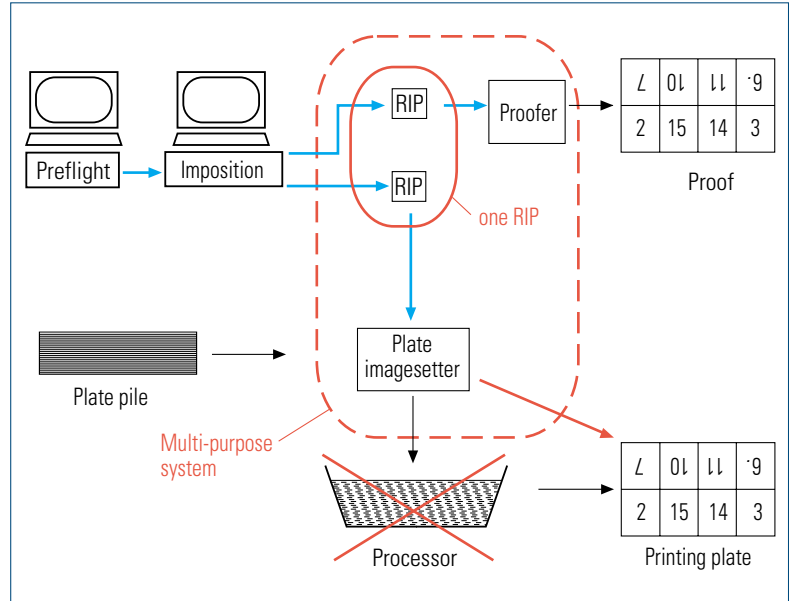 RIP
Proofer
7 10 11 6.
2 15 14 3
Proof
Preflight
Imposition
RIP
one RIP
Plate pile
Plate
imagesetter
Multi-purpose
system
7 10 11 6.
2 15 14 3
Processor
Printing plate